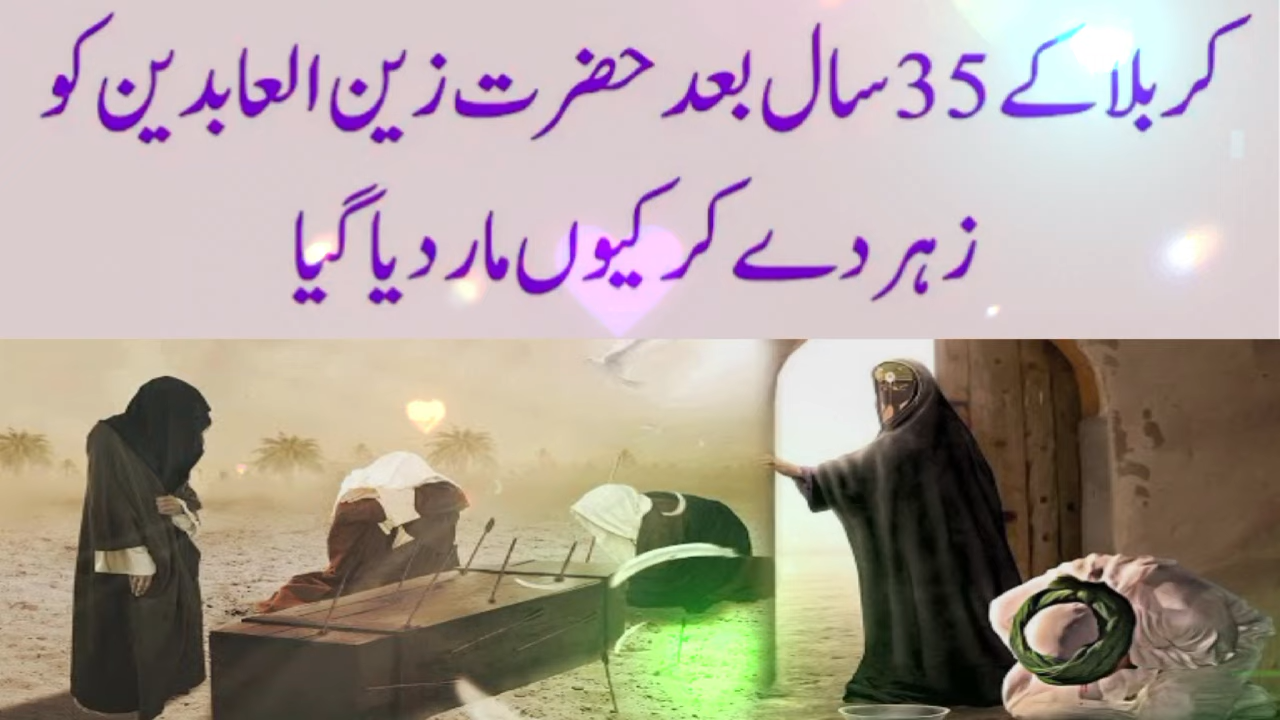 کربلا کے 35 سال بعد حضرت زین العابدین کو
زہر دے کر کیوں مار دیا گیا